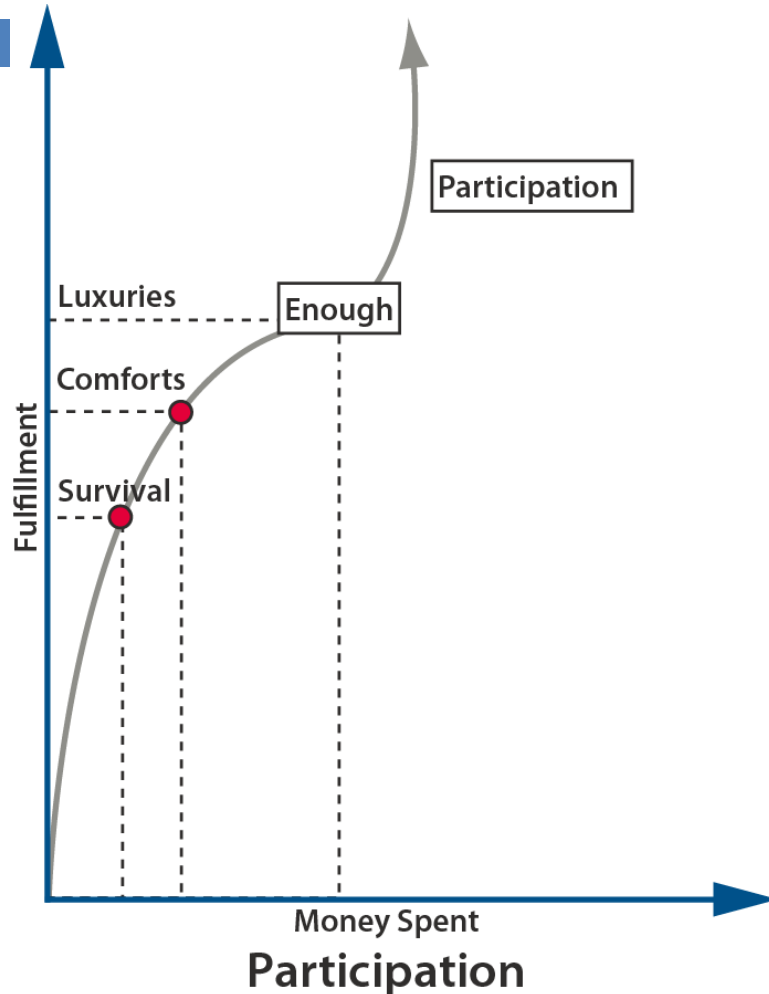 Participation
Luxuries
Enough
Comforts
Fulfillment
Survival
Money Spent
Participation